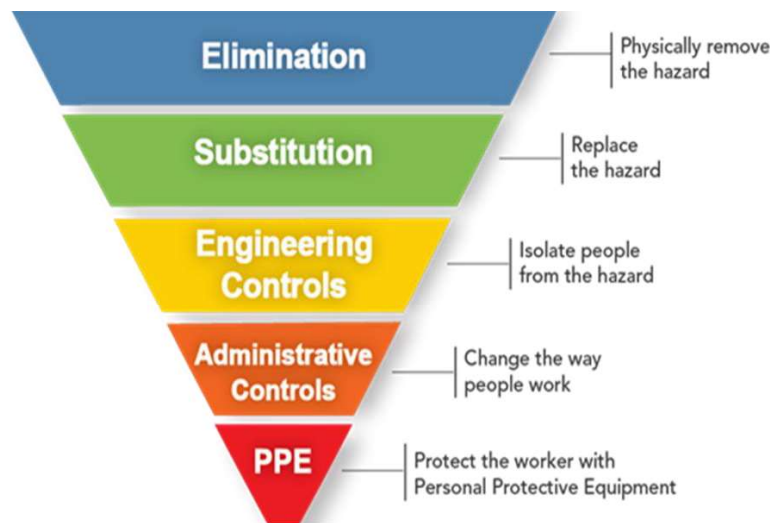 Elimination
Physically remove
the hazard
Substitution
Replace
the hazard
Engineering
Controls
Isolate people
from the hazard
Administrative
Controls
Change the way
people work
PPE
Protect the worker with
Personal Protective Equipment